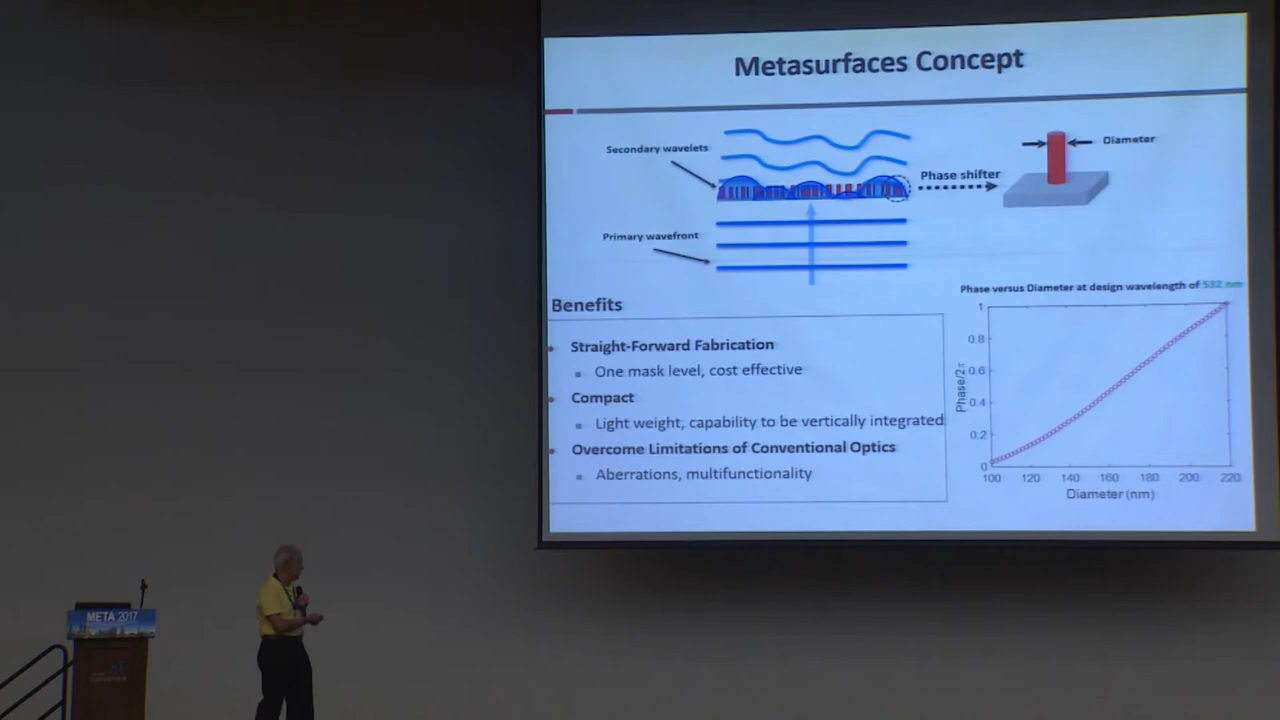 Metasurfaces Concept
Secondary wavelets
Phase shifter
Diameter
Primary wavefront
Benefits
Straight-Forward Fabrication
One mask level, cost effective
Compact
Light weight, capability to be vertically integrated
Overcome Limitations of Conventional Optics
Aberrations, multifunctionality
Phase versus Diameter at design wavelength of 532 nm
Phase/2π
1
0.8
0.6
0.4
0.2
0
100 120 140 160 180 200 220
Diameter (nm)
META 2017